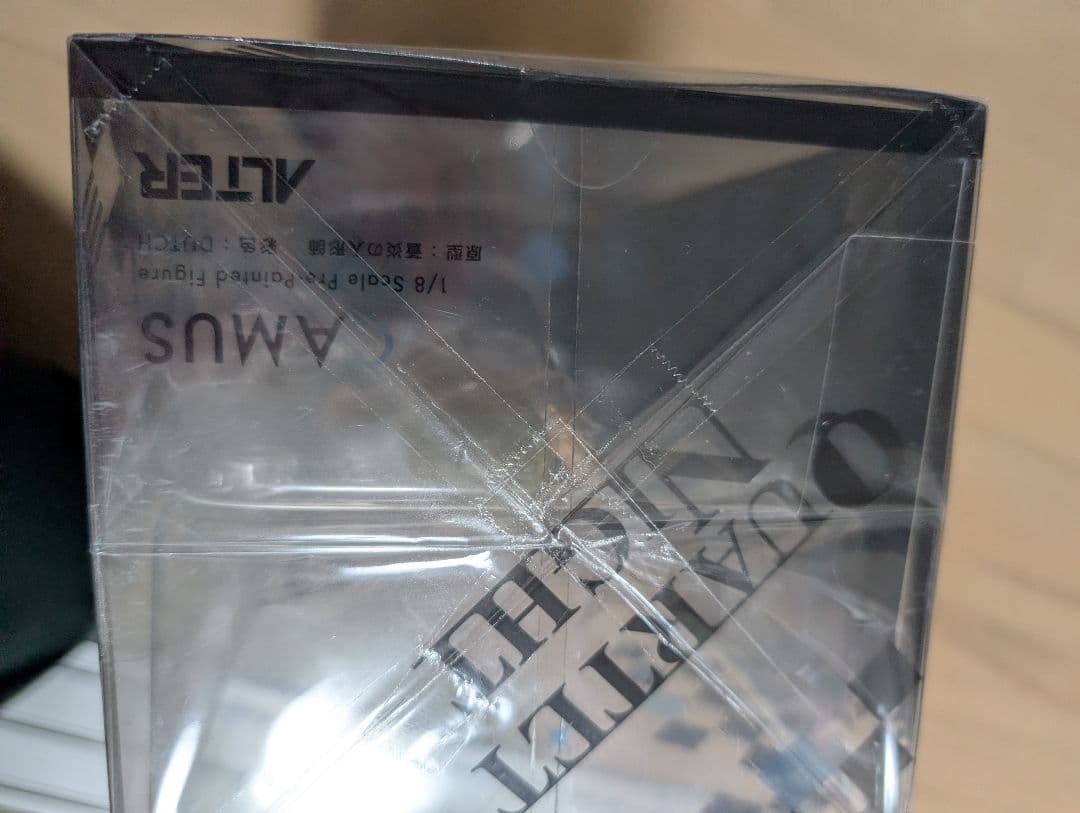 QUARTET
NIGHT
CAMUS
1/8 Scale Pre-Painted Figure
原型：蒼炎の人形師　彩色：DUTCH
ALTER